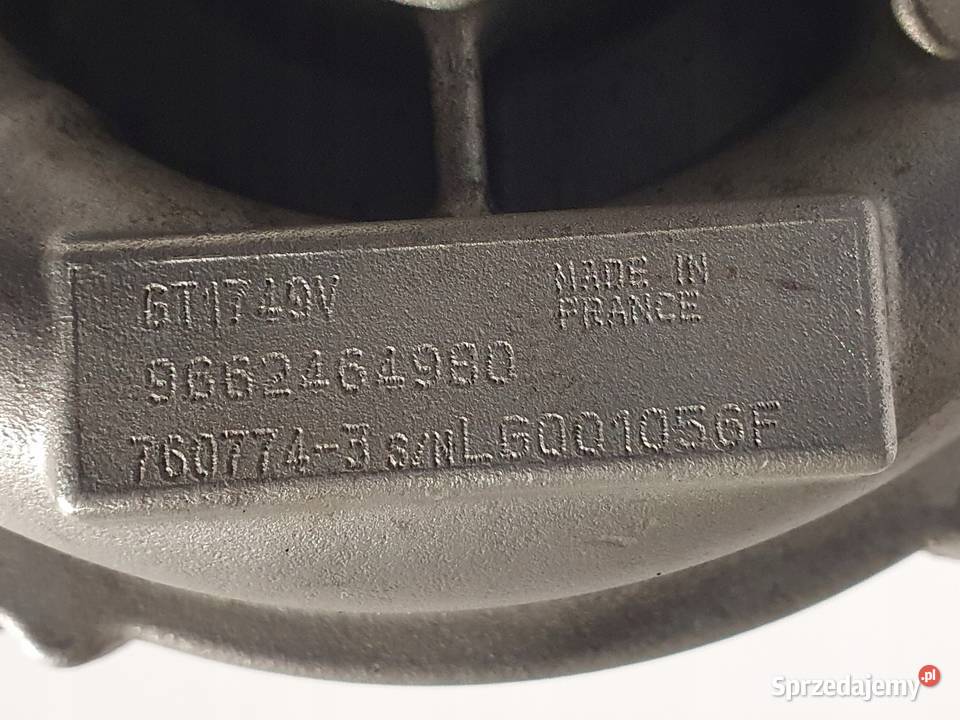 GT1749V
MADE IN
FRANCE
9662464980
760774-3 S/N LG001056F
Sprzedajemy.pl